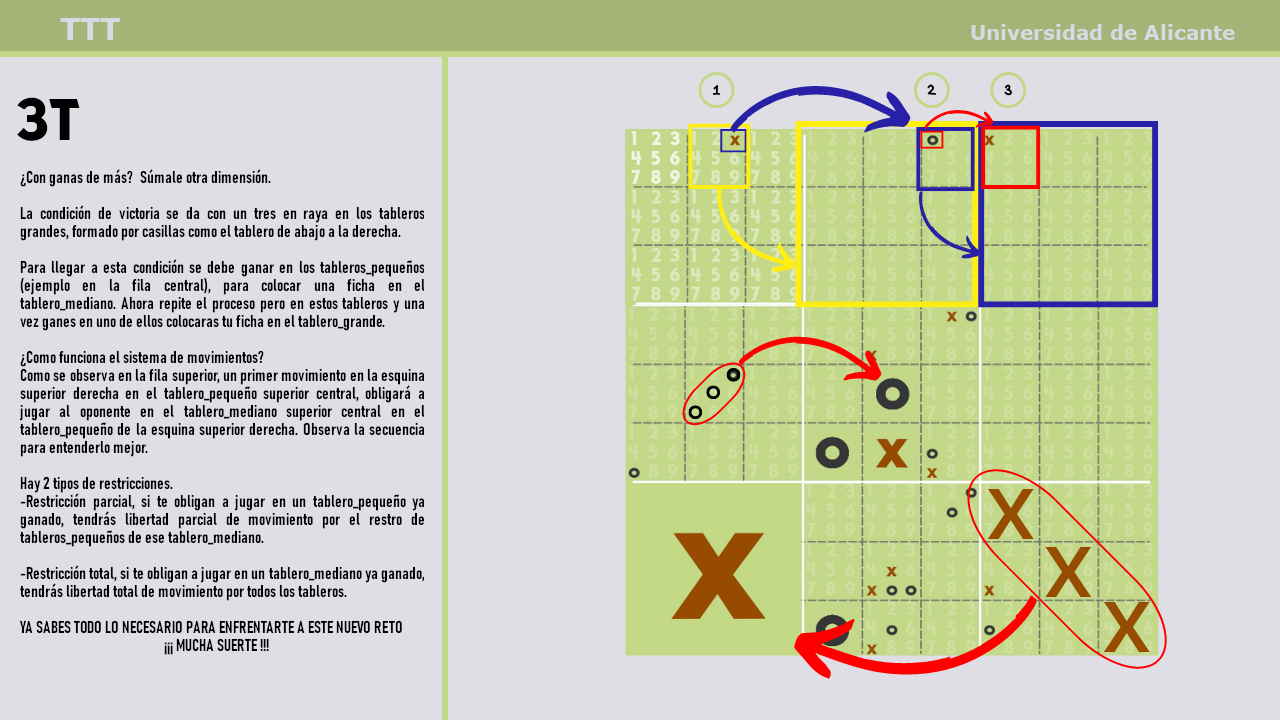 TTT
Universidad de Alicante
3T
¿Con ganas de más? Súmale otra dimensión.
La condición de victoria se da con un tres en raya en los tableros
grandes, formado por casillas como el tablero de abajo a la derecha.
Para llegar a esta condición se debe ganar en los tableros_pequeños
(ejemplo en la fila central), para colocar una ficha en el
tablero_mediano. Ahora repite el proceso pero en estos tableros y una
vez ganes en uno de ellos colocaras tu ficha en el tablero_grande.
¿Como funciona el sistema de movimientos?
Como se observa en la fila superior, un primer movimiento en la esquina
superior derecha en el tablero_pequeño superior central, obligará a
jugar al oponente en el tablero_mediano superior central en el
tablero_pequeño de la esquina superior derecha. Observa la secuencia
para entenderlo mejor.
Hay 2 tipos de restricciones.
-Restricción parcial, si te obligan a jugar en un tablero_pequeño ya
ganado, tendrás libertad parcial de movimiento por el restro de
tableros_pequeños de ese tablero_mediano.
-Restricción total, si te obligan a jugar en un tablero_mediano ya ganado,
tendrás libertad total de movimiento por todos los tableros.
YA SABES TODO LO NECESARIO PARA ENFRENTARTE A ESTE NUEVO RETO
¡¡¡ MUCHA SUERTE !!!
1 2 3
1 2 3
4 5 6
7 8 9